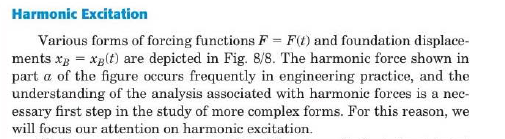 Harmonic Excitation
Various forms of forcing functions F = F(t) and foundation displace-
ments xB = xB(t) are depicted in Fig. 8/8. The harmonic force shown in
part a of the figure occurs frequently in engineering practice, and the
understanding of the analysis associated with harmonic forces is a nec-
essary first step in the study of more complex forms. For this reason, we
will focus our attention on harmonic excitation.